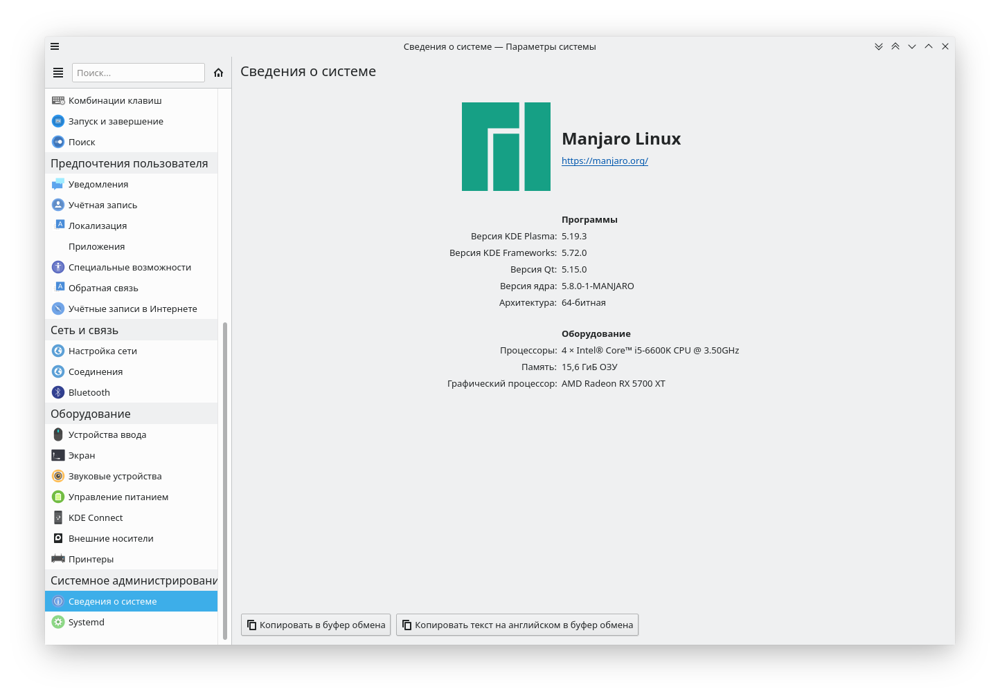 Сведения о системе — Параметры системы
Поиск...
Комбинации клавиш
Запуск и завершение
Поиск
Предпочтения пользователя
Уведомления
Учётная запись
Локализация
Приложения
Специальные возможности
Обратная связь
Учётные записи в Интернете
Сеть и связь
Настройка сети
Соединения
Bluetooth
Оборудование
Устройства ввода
Экран
Звуковые устройства
Управление питанием
KDE Connect
Внешние носители
Принтеры
Системное администрировани
Сведения о системе
Systemd
Сведения о системе
Manjaro Linux
https://manjaro.org/
Программы
Версия KDE Plasma: 5.19.3
Версия KDE Frameworks: 5.72.0
Версия Qt: 5.15.0
Версия ядра: 5.8.0-1-MANJARO
Архитектура: 64-битная
Оборудование
Процессоры: 4 × Intel® Core™ i5-6600K CPU @ 3.50GHz
Память: 15,6 ГиБ ОЗУ
Графический процессор: AMD Radeon RX 5700 XT
Копировать в буфер обмена
Копировать текст на английском в буфер обмена